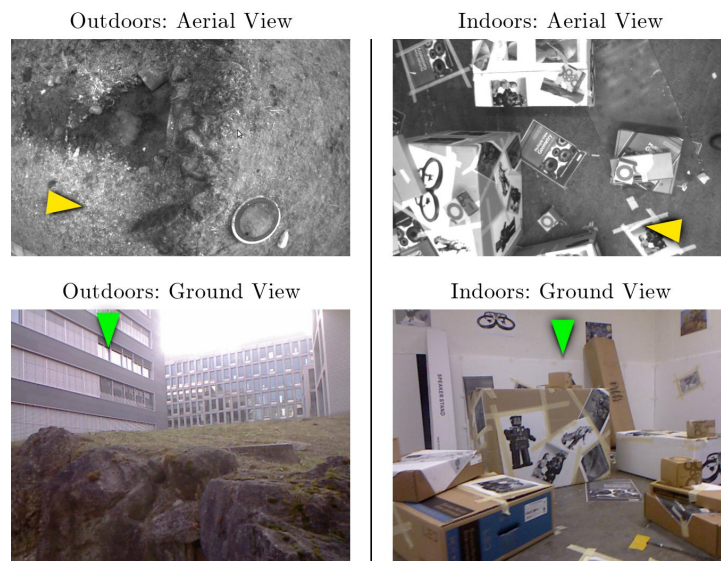 Outdoors: Aerial View
Indoors: Aerial View
Outdoors: Ground View
Indoors: Ground View
SPEAKER STAND